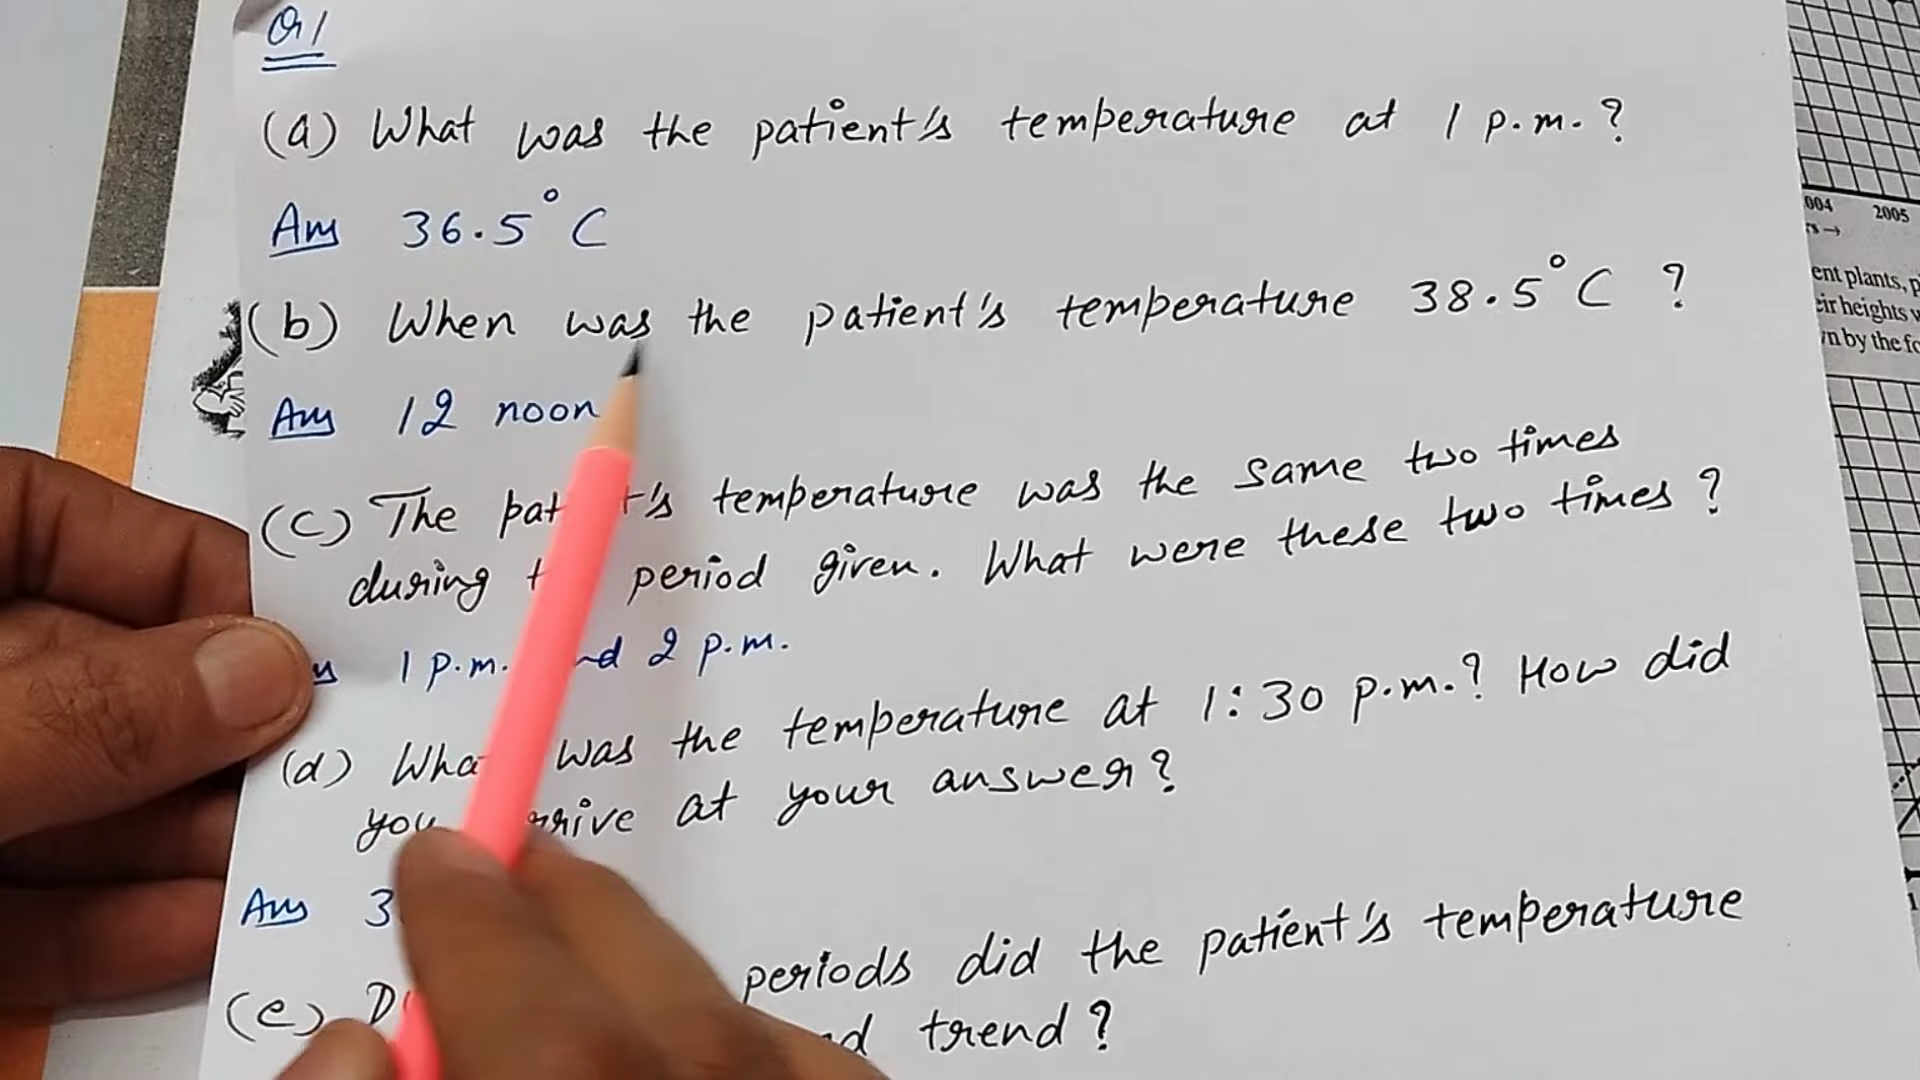 Q1
(a) What was the patient's temperature at 1 p.m.?
Ans 36.5°C
(b) When was the patient's temperature 38.5°C ?
Ans 12 noon
(c) The temperature was the same two times
during period given. What were these two times ?
1 p.m. 2 p.m.
(d) was the temperature at 1:30 p.m.? How did
you at your answer?
Ans
(e) periods did the patient's temperature
trend?
004 2005
ent plants, p
eir heights w
n by the fo